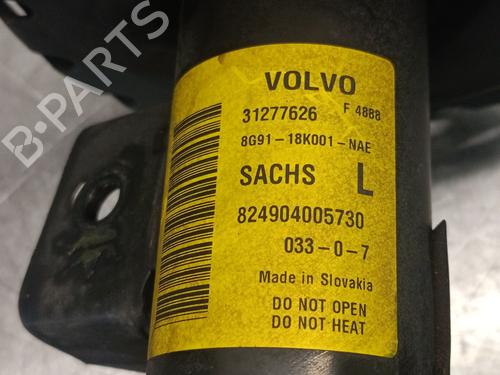 VOLVO
31277626 F 4888
8G91-18K001-NAE
SACHS L
824904005730
033-0-7
Made in Slovakia
DO NOT OPEN
DO NOT HEAT
B-PARTS